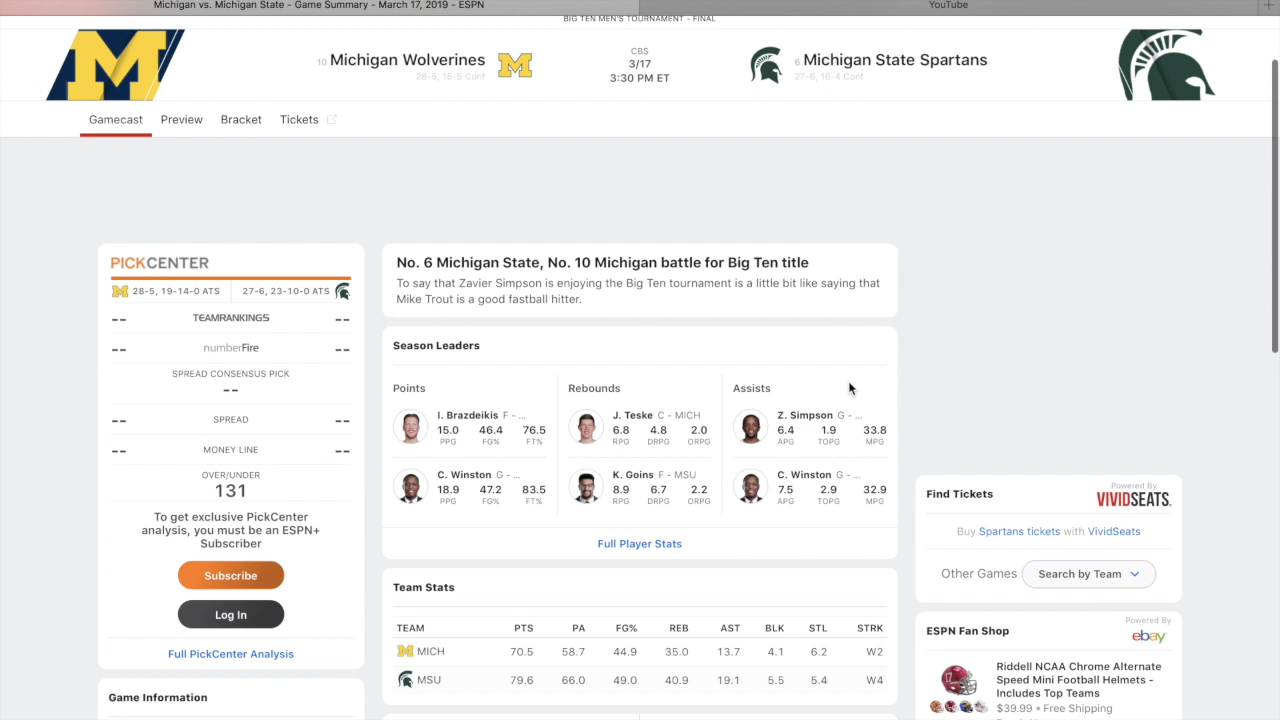 Michigan vs. Michigan State - Game Summary - March 17, 2019 - ESPN
YouTube
BIG TEN MEN'S TOURNAMENT - FINAL
10 Michigan Wolverines
28-5, 15-5 Conf
CBS
3/17
3:30 PM ET
6 Michigan State Spartans
27-6, 16-4 Conf
Gamecast Preview Bracket Tickets
PICKCENTER
28-5, 19-14-0 ATS 27-6, 23-10-0 ATS
-- TEAMRANKINGS --
-- numberFire --
SPREAD CONSENSUS PICK
--
-- SPREAD --
-- MONEY LINE --
OVER/UNDER
131
To get exclusive PickCenter
analysis, you must be an ESPN+
Subscriber
Subscribe
Log In
Full PickCenter Analysis
Game Information
No. 6 Michigan State, No. 10 Michigan battle for Big Ten title
To say that Zavier Simpson is enjoying the Big Ten tournament is a little bit like saying that
Mike Trout is a good fastball hitter.
Season Leaders
Points Rebounds Assists
I. Brazdeikis F - ... J. Teske C - MICH Z. Simpson G - ...
15.0 46.4 76.5 6.8 4.8 2.0 6.4 1.9 33.8
PPG FG% FT% RPG DRPG ORPG APG TOPG MPG
C. Winston G - ... K. Goins F - MSU C. Winston G - ...
18.9 47.2 83.5 8.9 6.7 2.2 7.5 2.9 32.9
PPG FG% FT% RPG DRPG ORPG APG TOPG MPG
Full Player Stats
Team Stats
TEAM PTS PA FG% REB AST BLK STL STRK
MICH 70.5 58.7 44.9 35.0 13.7 4.1 6.2 W2
MSU 79.6 66.0 49.0 40.9 19.1 5.5 5.4 W4
Find Tickets
Powered By
VIVIDSEATS.
Buy Spartans tickets with VividSeats
Other Games Search by Team
ESPN Fan Shop
Powered By
ebay
Riddell NCAA Chrome Alternate
Speed Mini Football Helmets -
Includes Top Teams
$39.99 • Free Shipping